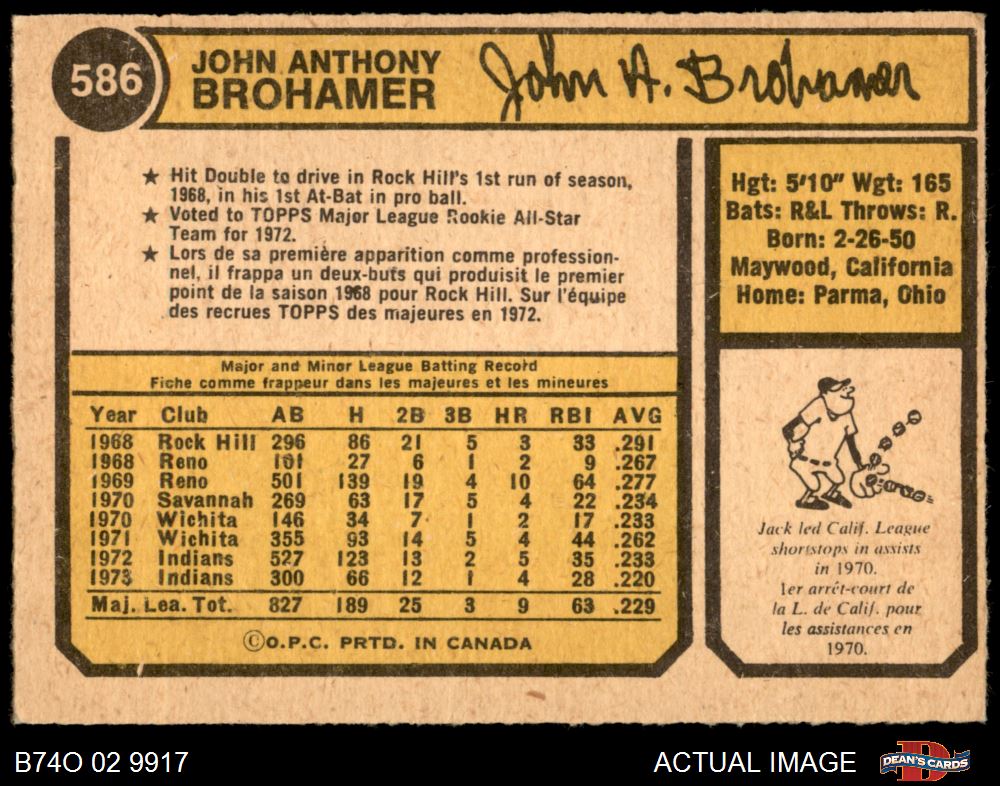 586
JOHN ANTHONY
BROHAMER
John A. Brohamer
★ Hit Double to drive in Rock Hill's 1st run of season,
1968, in his 1st At-Bat in pro ball.
★ Voted to TOPPS Major League Rookie All-Star
Team for 1972.
★ Lors de sa première apparition comme profession-
nel, il frappa un deux-buts qui produisit le premier
point de la saison 1968 pour Rock Hill. Sur l'équipe
des recrues TOPPS des majeures en 1972.
Hgt: 5'10" Wgt: 165
Bats: R&L Throws: R.
Born: 2-26-50
Maywood, California
Home: Parma, Ohio
Major and Minor League Batting Record
Fiche comme frappeur dans les majeures et les mineures
Year Club AB H 2B 3B HR RBI AVG
1968 Rock Hill 296 86 21 5 3 33 .291
1968 Reno 101 27 6 1 2 9 .267
1969 Reno 501 139 19 4 10 64 .277
1970 Savannah 269 63 17 5 4 22 .234
1970 Wichita 146 34 7 1 2 17 .233
1971 Wichita 355 93 14 5 4 44 .262
1972 Indians 527 123 13 2 5 35 .233
1973 Indians 300 66 12 1 4 28 .220
Maj. Lea. Tot. 827 189 25 3 9 63 .229
©O.P.C. PRTD. IN CANADA
Jack led Calif. League
shortstops in assists
in 1970.
1er arrêt-court de
la L. de Calif. pour
les assistances en
1970.
B74O 02 9917
ACTUAL IMAGE
DEAN'S CARDS